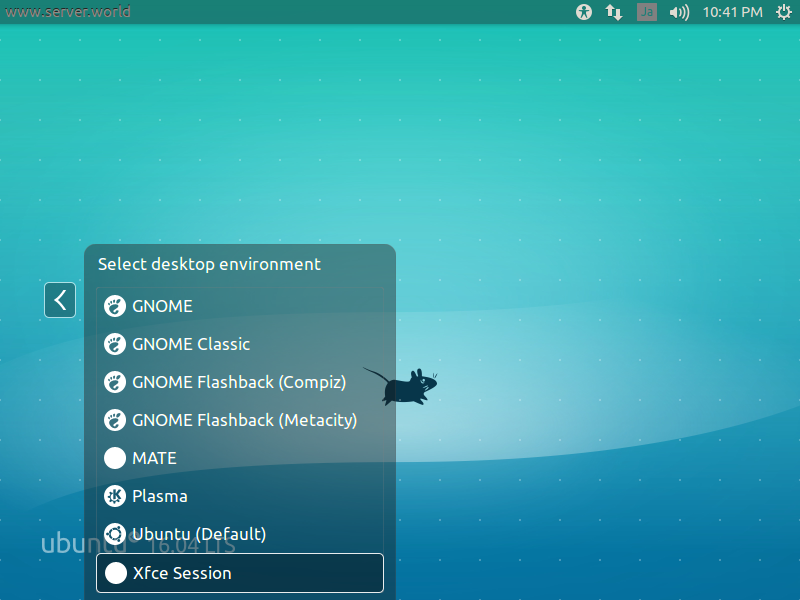 www.server.world
Ja
10:41 PM
Select desktop environment
GNOME
GNOME Classic
GNOME Flashback (Compiz)
GNOME Flashback (Metacity)
MATE
Plasma
Ubuntu (Default)
ubuntu® 16.04 LTS
Xfce Session